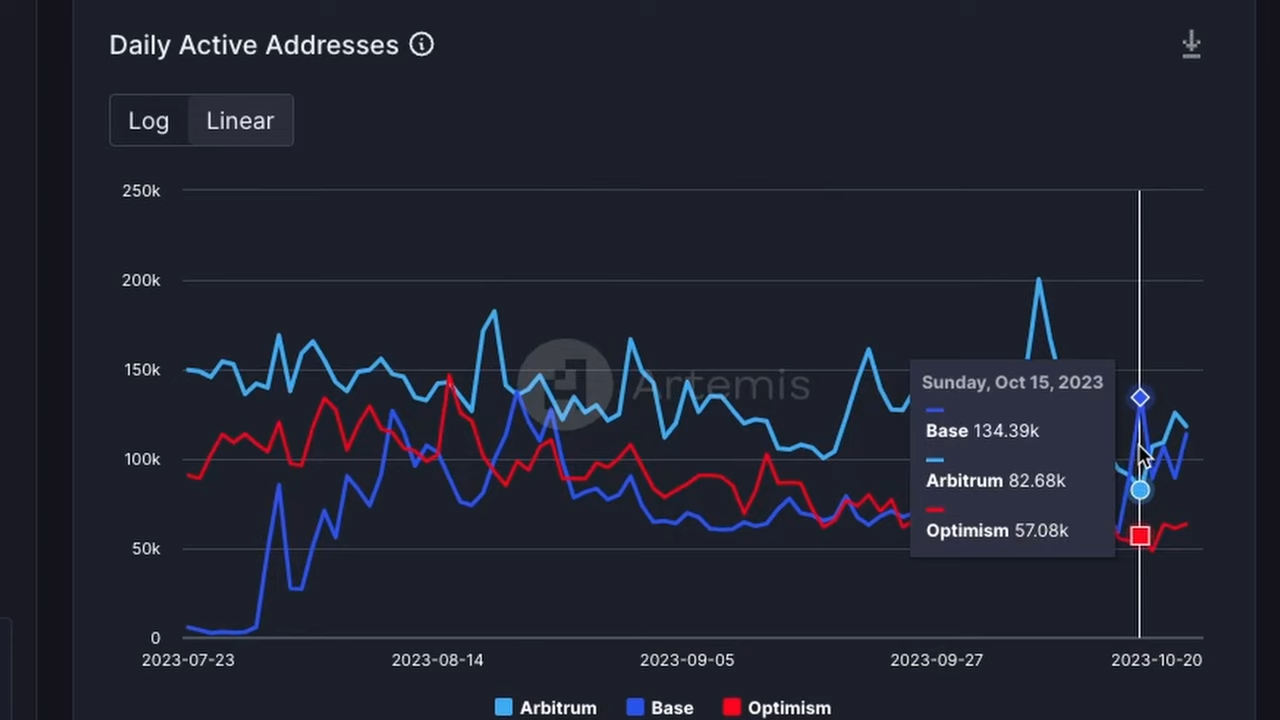 Daily Active Addresses
Log Linear
250k
200k
150k
100k
50k
0
Artemis
Sunday, Oct 15, 2023
Base 134.39k
Arbitrum 82.68k
Optimism 57.08k
2023-07-23 2023-08-14 2023-09-05 2023-09-27 2023-10-20
Arbitrum Base Optimism